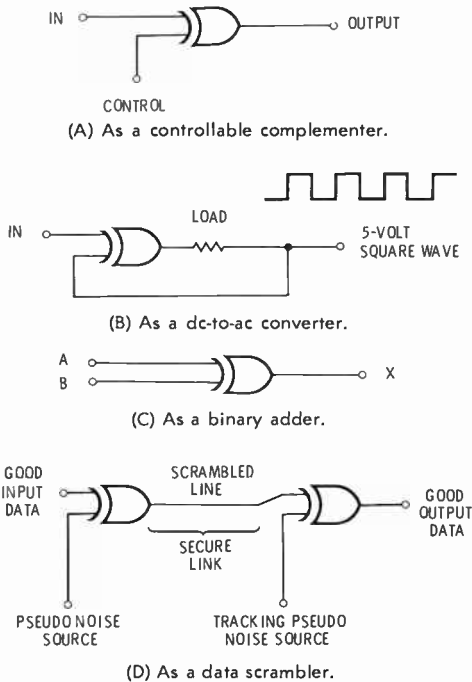 IN
OUTPUT
CONTROL
(A) As a controllable complementer.
LOAD
IN
5-VOLT
SQUARE WAVE
(B) As a dc-to-ac converter.
A
B
X
(C) As a binary adder.
GOOD
INPUT
DATA
SCRAMBLED
LINE
SECURE
LINK
GOOD
OUTPUT
DATA
PSEUDO NOISE
SOURCE
TRACKING PSEUDO
NOISE SOURCE
(D) As a data scrambler.